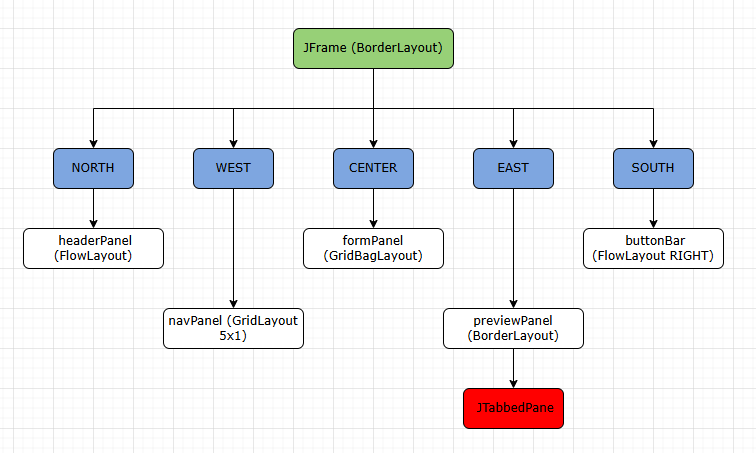 JFrame (BorderLayout)
NORTH
WEST
CENTER
EAST
SOUTH
headerPanel
(FlowLayout)
formPanel
(GridBagLayout)
buttonBar
(FlowLayout RIGHT)
navPanel (GridLayout
5x1)
previewPanel
(BorderLayout)
JTabbedPane